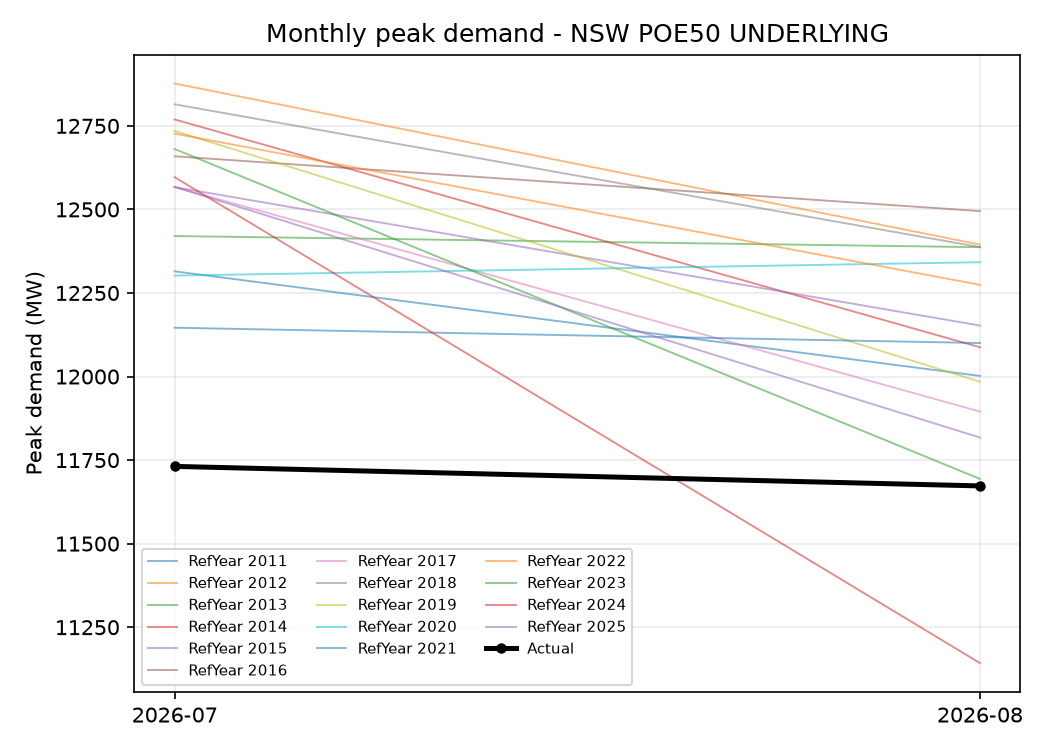 Monthly peak demand - NSW POE50 UNDERLYING
Peak demand (MW)
12750
12500
12250
12000
11750
11500
11250
RefYear 2011
RefYear 2012
RefYear 2013
RefYear 2014
RefYear 2015
RefYear 2016
RefYear 2017
RefYear 2018
RefYear 2019
RefYear 2020
RefYear 2021
RefYear 2022
RefYear 2023
RefYear 2024
RefYear 2025
Actual
2026-07
2026-08